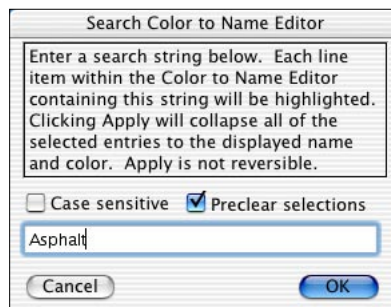 Search Color to Name Editor
Enter a search string below. Each line
item within the Color to Name Editor
containing this string will be highlighted.
Clicking Apply will collapse all of the
selected entries to the displayed name
and color. Apply is not reversible.
Case sensitive Preclear selections
Asphalt
Cancel OK